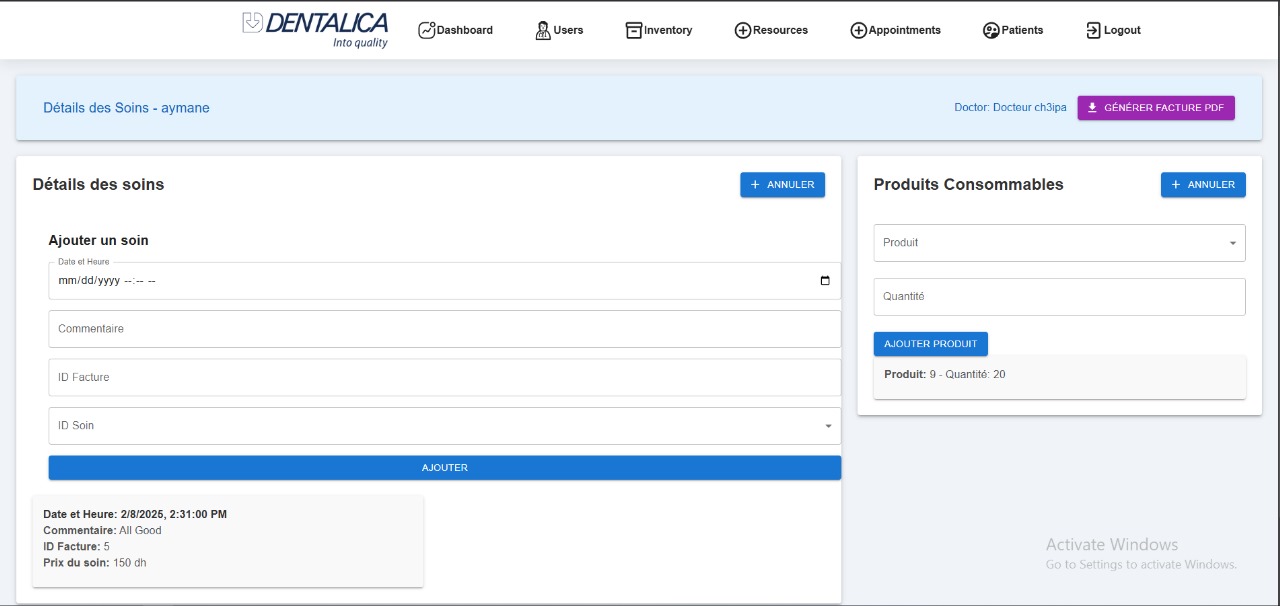 DENTALICA
Into quality
Dashboard
Users
Inventory
Resources
Appointments
Patients
Logout
Détails des Soins - aymane
Doctor: Docteur ch3ipa
GÉNÉRER FACTURE PDF
Détails des soins
ANNULER
Ajouter un soin
Date et Heure
mm/dd/yyyy --:-- --
Commentaire
ID Facture
ID Soin
AJOUTER
Date et Heure: 2/8/2025, 2:31:00 PM
Commentaire: All Good
ID Facture: 5
Prix du soin: 150 dh
Produits Consommables
ANNULER
Produit
Quantité
AJOUTER PRODUIT
Produit: 9 - Quantité: 20
Activate Windows
Go to Settings to activate Windows.